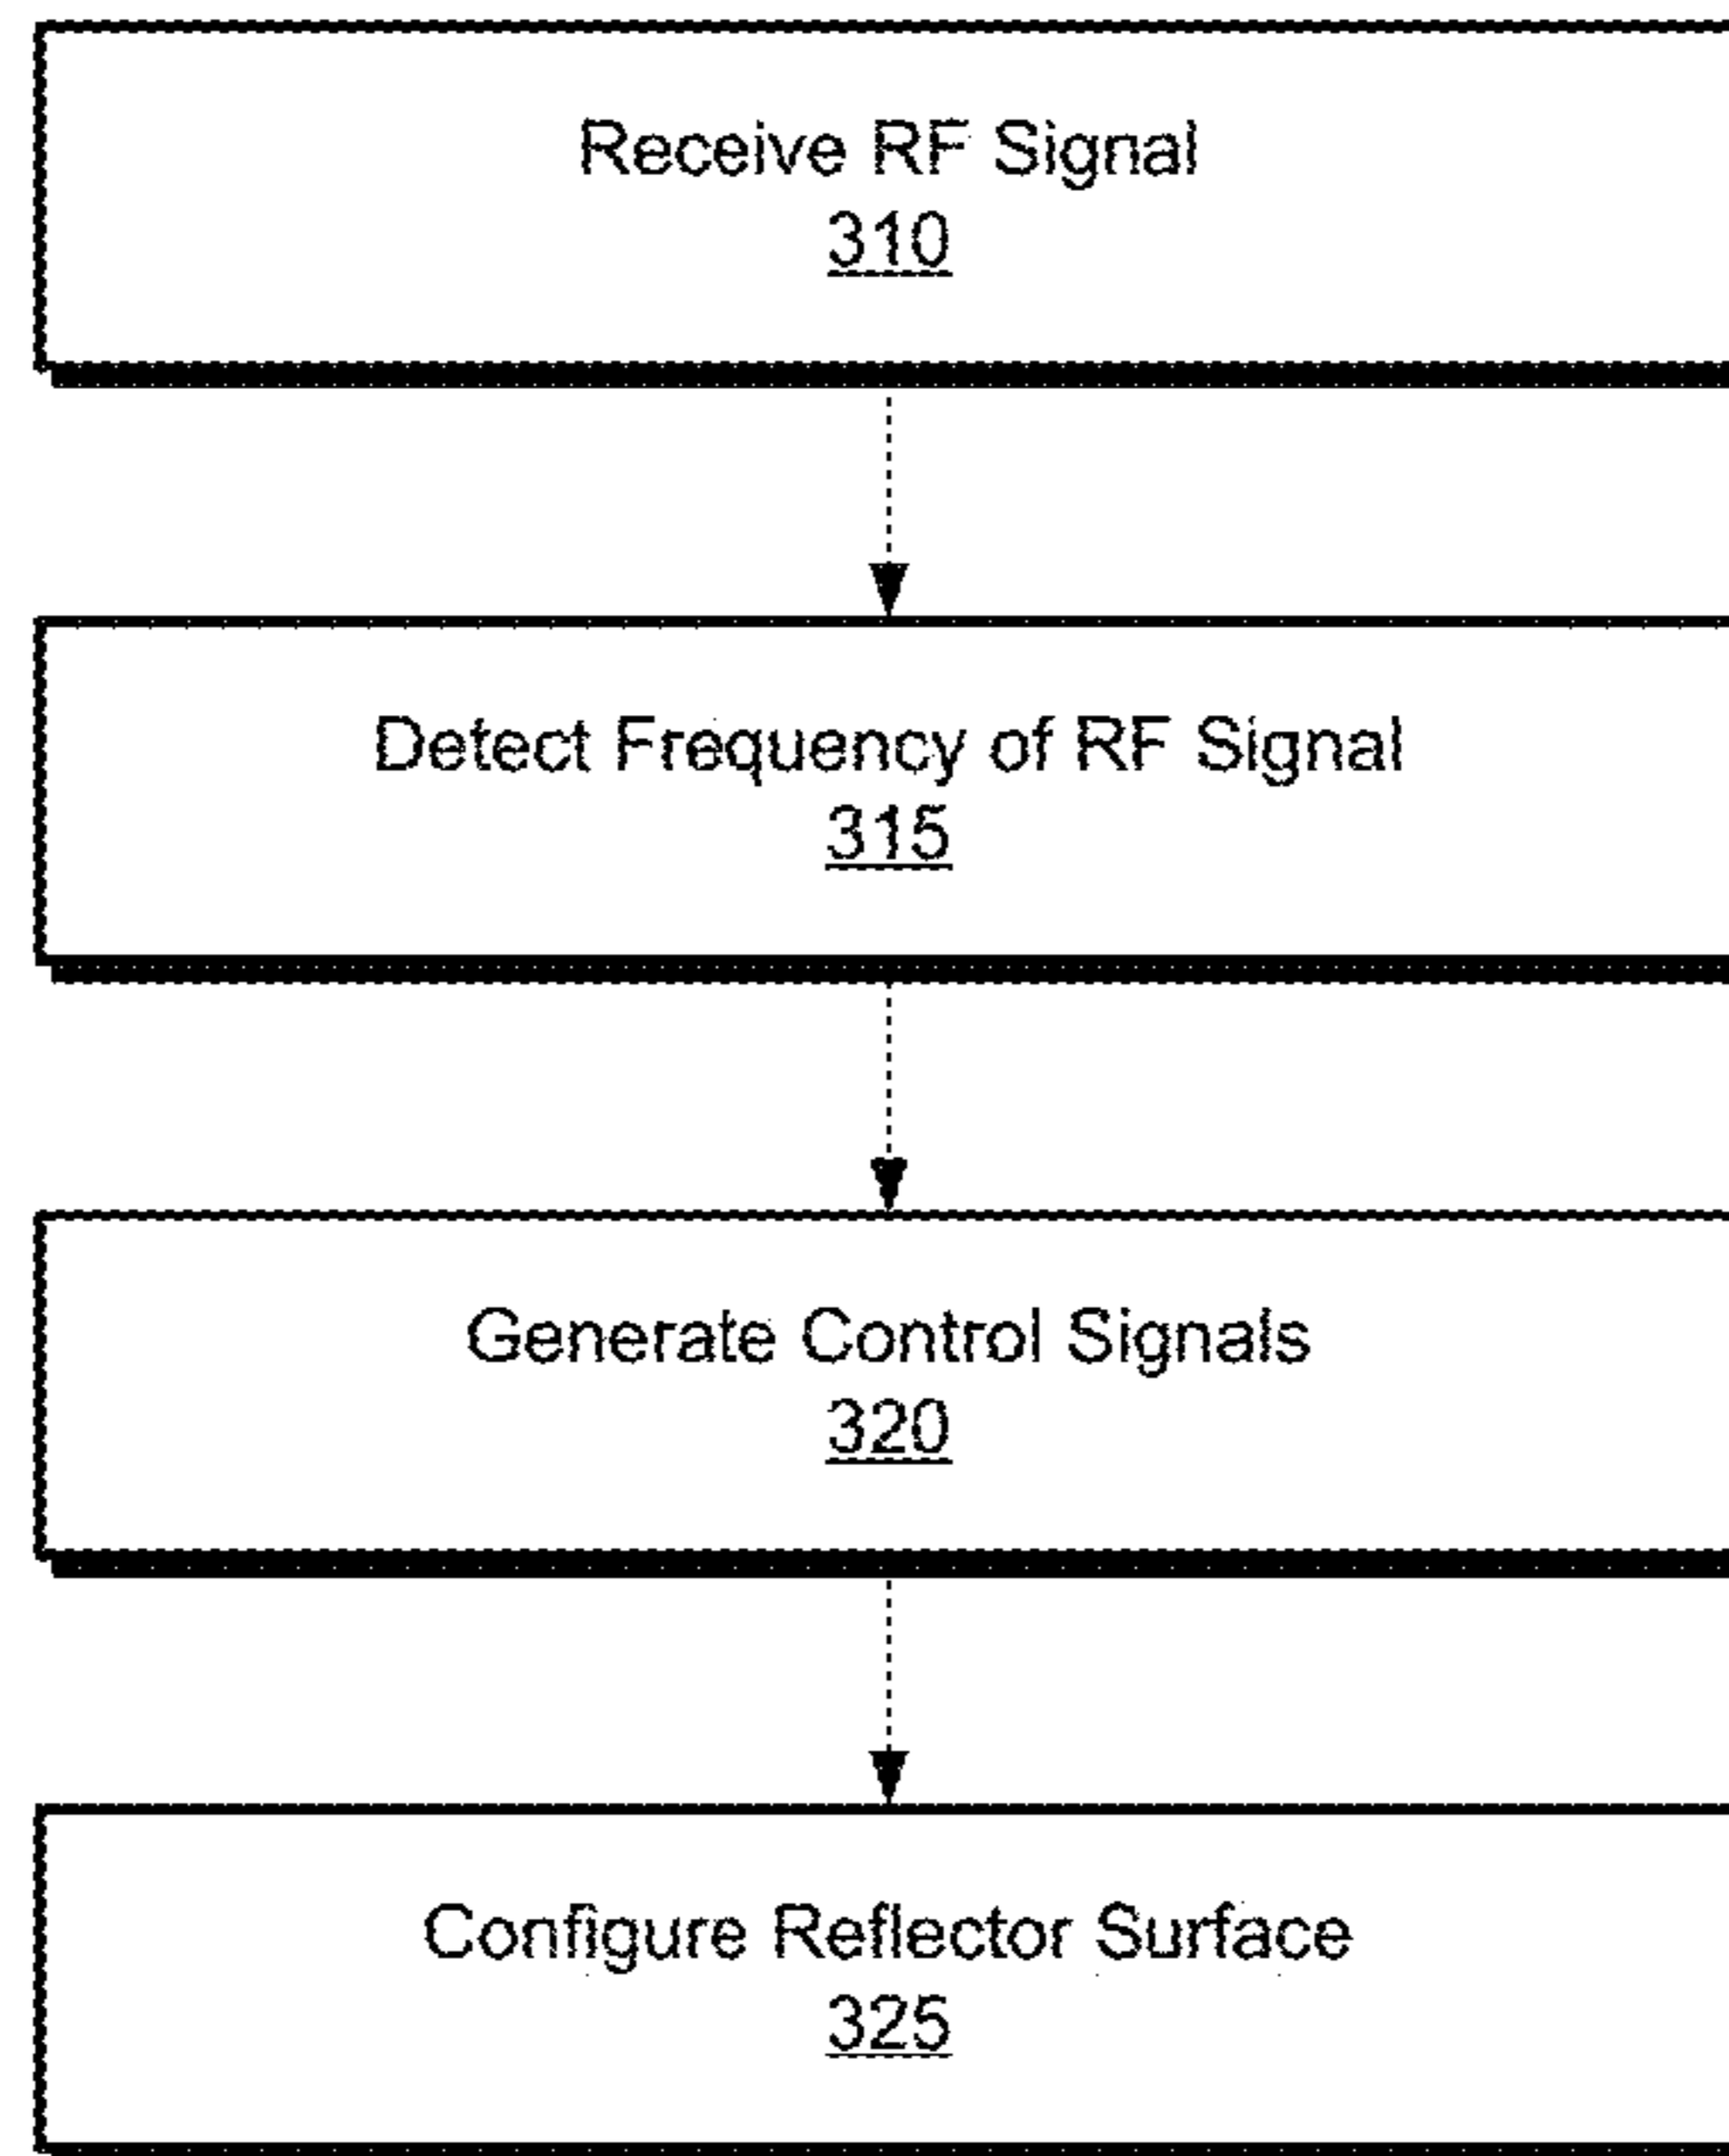 Receive RF Signal
310
Detect Frequency of RF Signal
315
Generate Control Signals
320
Configure Reflector Surface
325